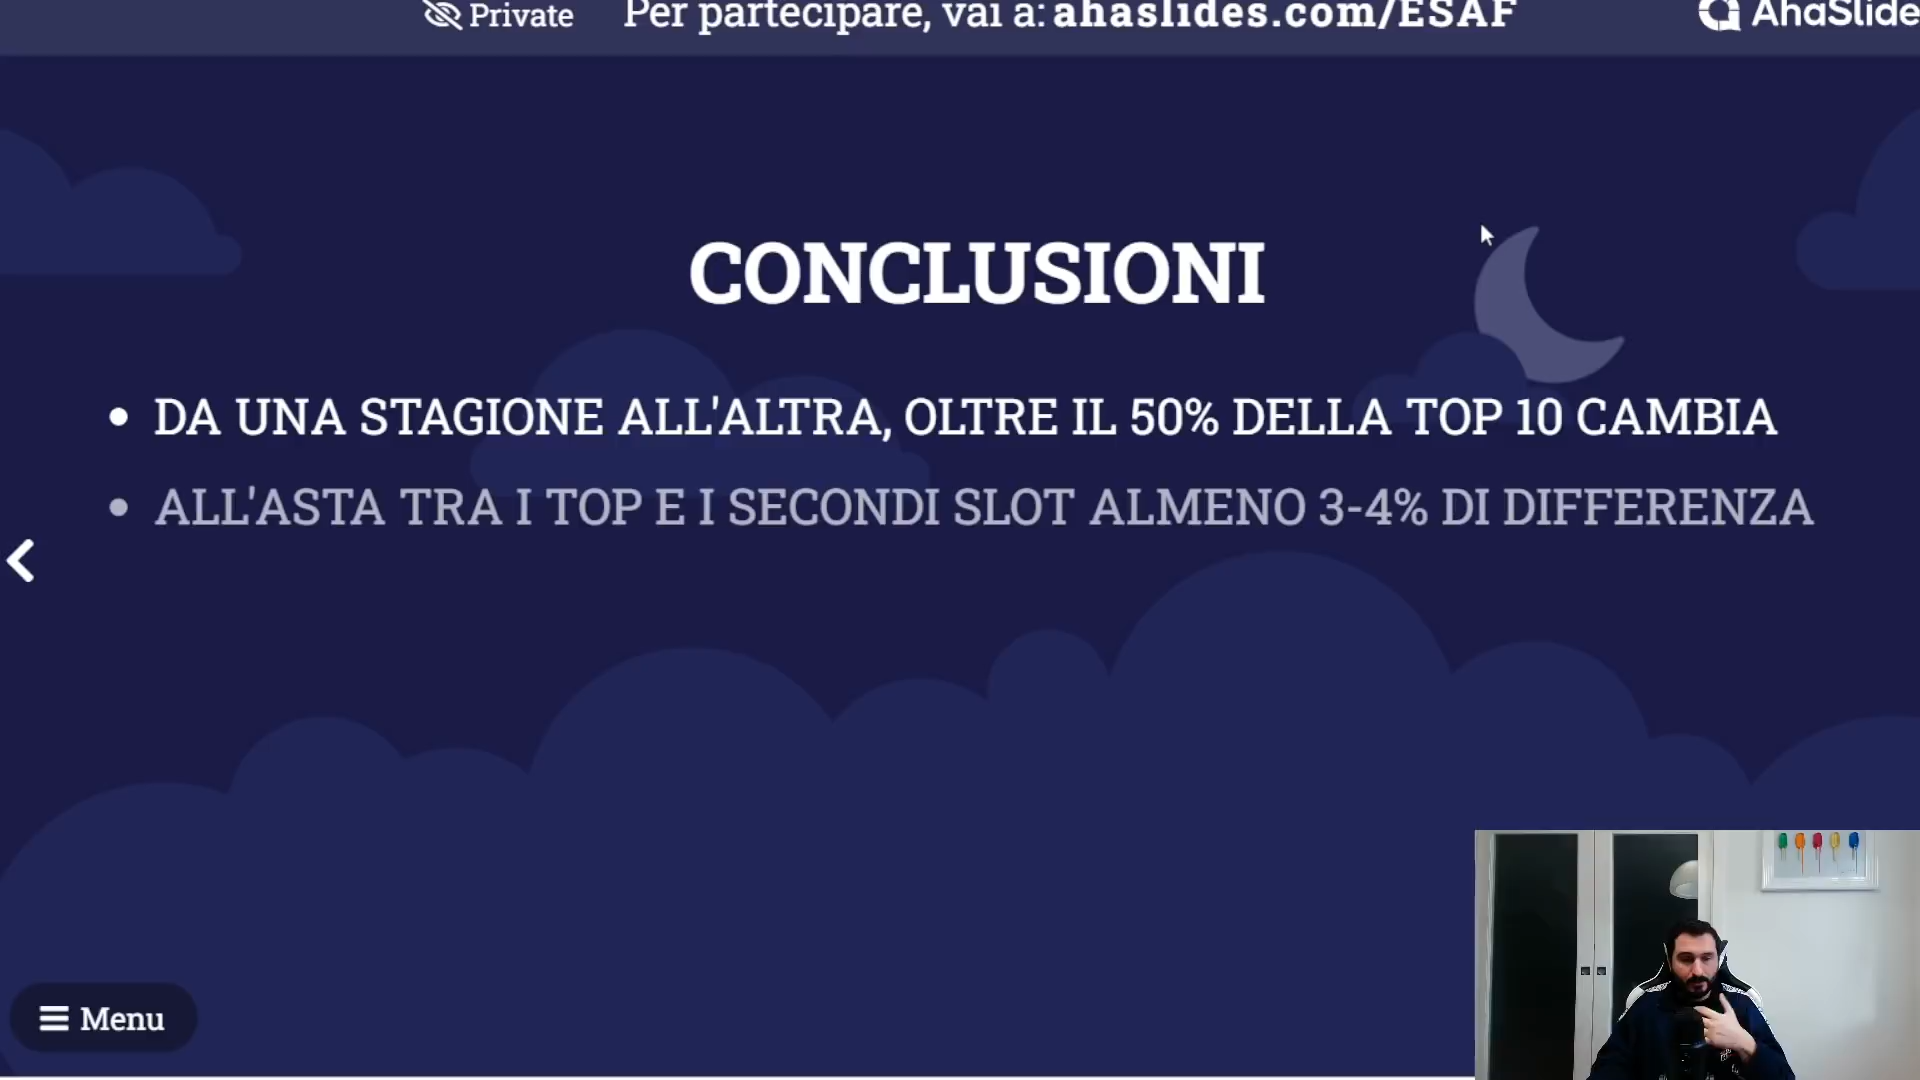 Private
Per partecipare, vai a: ahaslides.com/ESAF
AhaSlide
CONCLUSIONI
• DA UNA STAGIONE ALL'ALTRA, OLTRE IL 50% DELLA TOP 10 CAMBIA
• ALL'ASTA TRA I TOP E I SECONDI SLOT ALMENO 3-4% DI DIFFERENZA
Menu